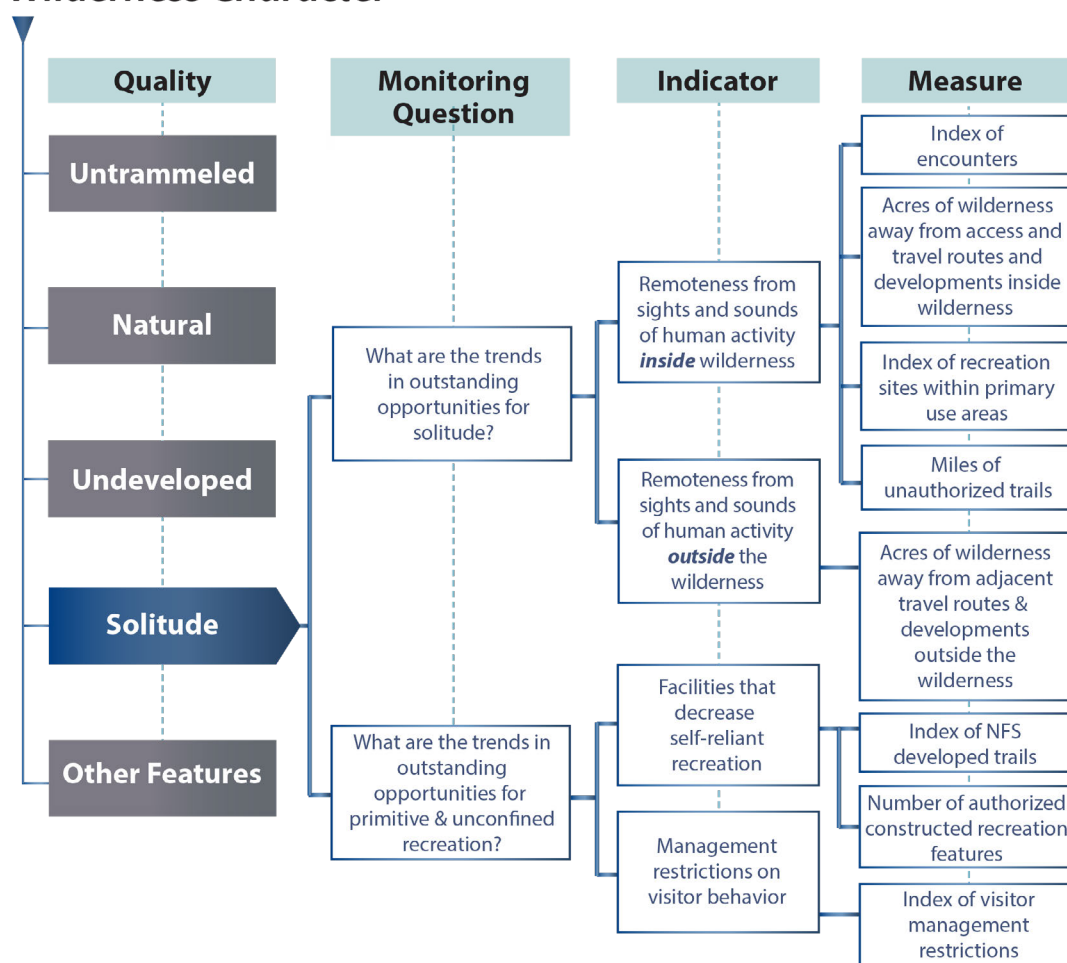 Wilderness Character
Quality
Monitoring
Question
Indicator
Measure
Untrammeled
Natural
Undeveloped
Solitude
Other Features
What are the trends
in outstanding
opportunities for
solitude?
What are the trends in
outstanding
opportunities for
primitive & unconfined
recreation?
Remoteness from
sights and sounds
of human activity
inside wilderness
Remoteness from
sights and sounds
of human activity
outside the
wilderness
Facilities that
decrease
self-reliant
recreation
Management
restrictions on
visitor behavior
Index of
encounters
Acres of wilderness
away from access and
travel routes and
developments inside
wilderness
Index of recreation
sites within primary
use areas
Miles of
unauthorized trails
Acres of wilderness
away from adjacent
travel routes &
developments
outside the
wilderness
Index of NFS
developed trails
Number of authorized
constructed recreation
features
Index of visitor
management
restrictions